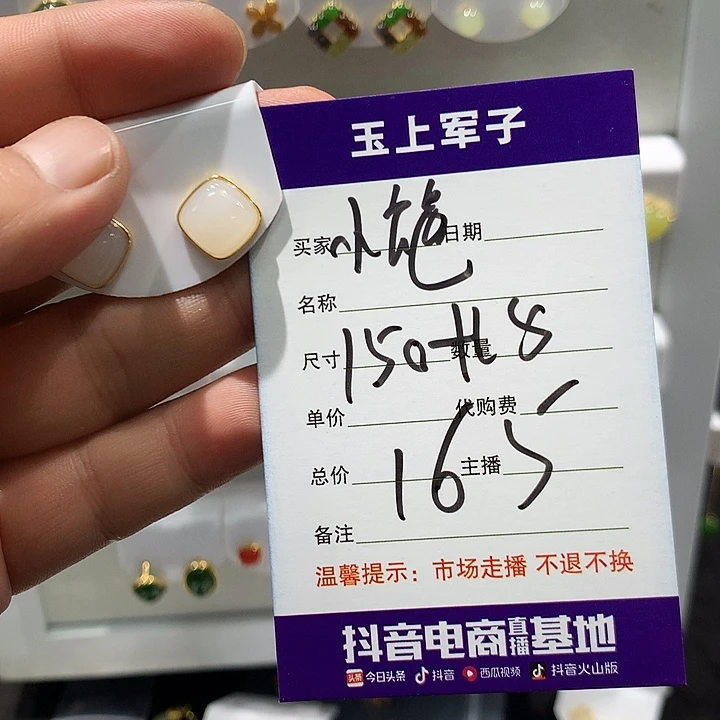 玉上军子
买家 小 日期
名称
尺寸 150 数量 8
单价 代购费
总价 165 主播
备注
温馨提示：市场走播 不退不换
抖音电商直播基地
头条 今日头条 抖音 西瓜视频 抖音火山版